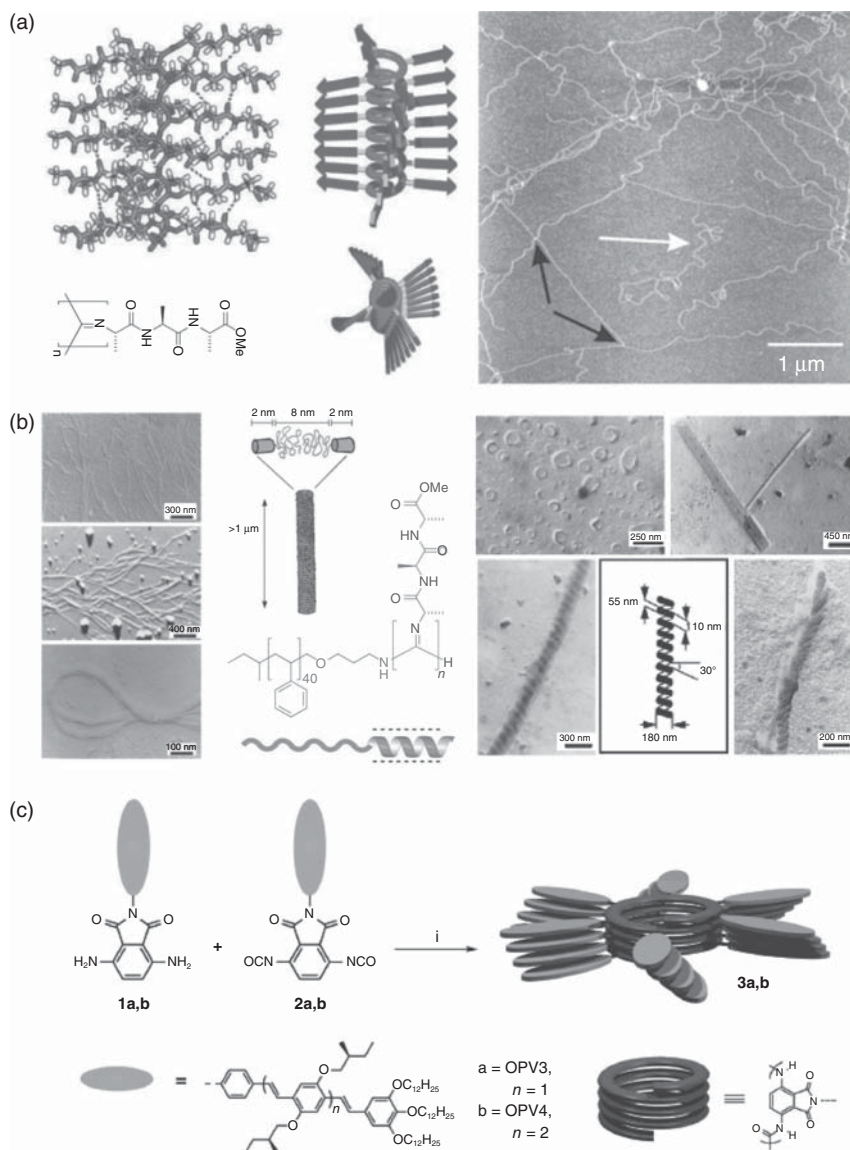 (a)
n
N
O
NH
O
HN
O
OMe
1 μm
(b)
300 nm
400 nm
100 nm
2 nm 8 nm 2 nm
>1 μm
OMe
O
NH
O
NH
O
N
40
O
NH
n
H
250 nm
450 nm
300 nm
55 nm
10 nm
30°
180 nm
200 nm
(c)
O N O
H₂N NH₂
1a,b
+
O N O
OCN NCO
2a,b
i
3a,b
=
O
O
n
OC₁₂H₂₅
OC₁₂H₂₅
OC₁₂H₂₅
a = OPV3,
n = 1
b = OPV4,
n = 2
≡
N H
O
N
O
O N H